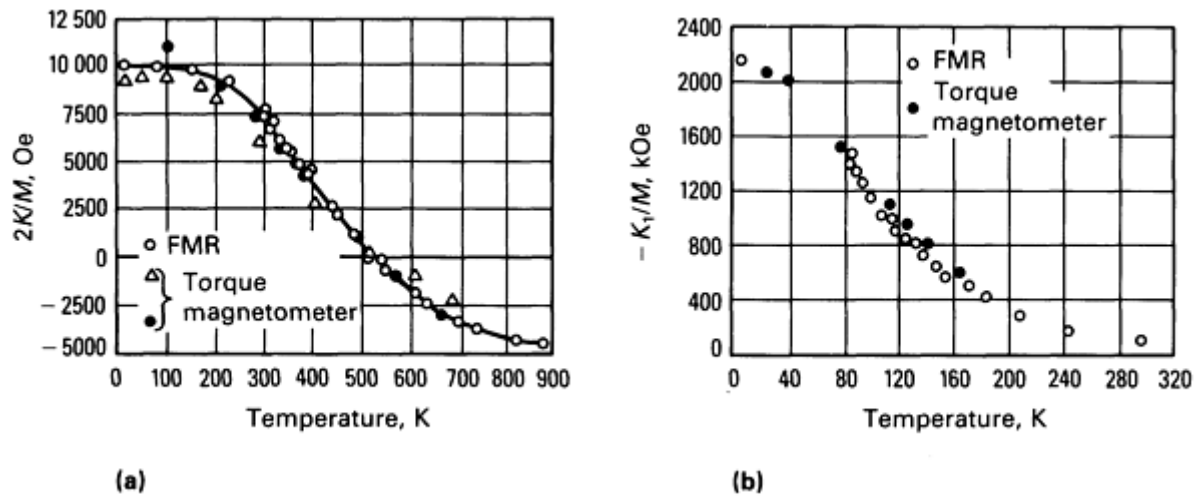 12 500
10 000
7500
5000
2500
0
− 2500
− 5000
2K/M, Oe
FMR
Torque
magnetometer
0 100 200 300 400 500 600 700 800 900
Temperature, K
(a)
2400
2000
1600
1200
800
400
0
− K₁/M, kOe
FMR
Torque
magnetometer
0 40 80 120 160 200 240 280 320
Temperature, K
(b)